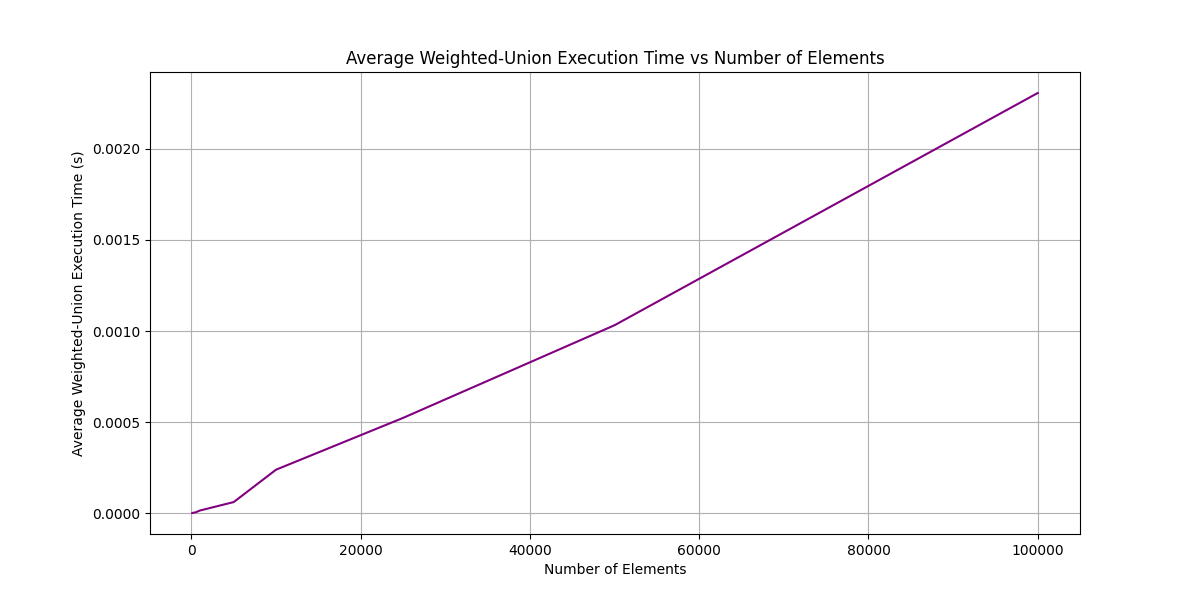 Average Weighted-Union Execution Time vs Number of Elements
Average Weighted-Union Execution Time (s)
0.0020
0.0015
0.0010
0.0005
0.0000
0 20000 40000 60000 80000 100000
Number of Elements